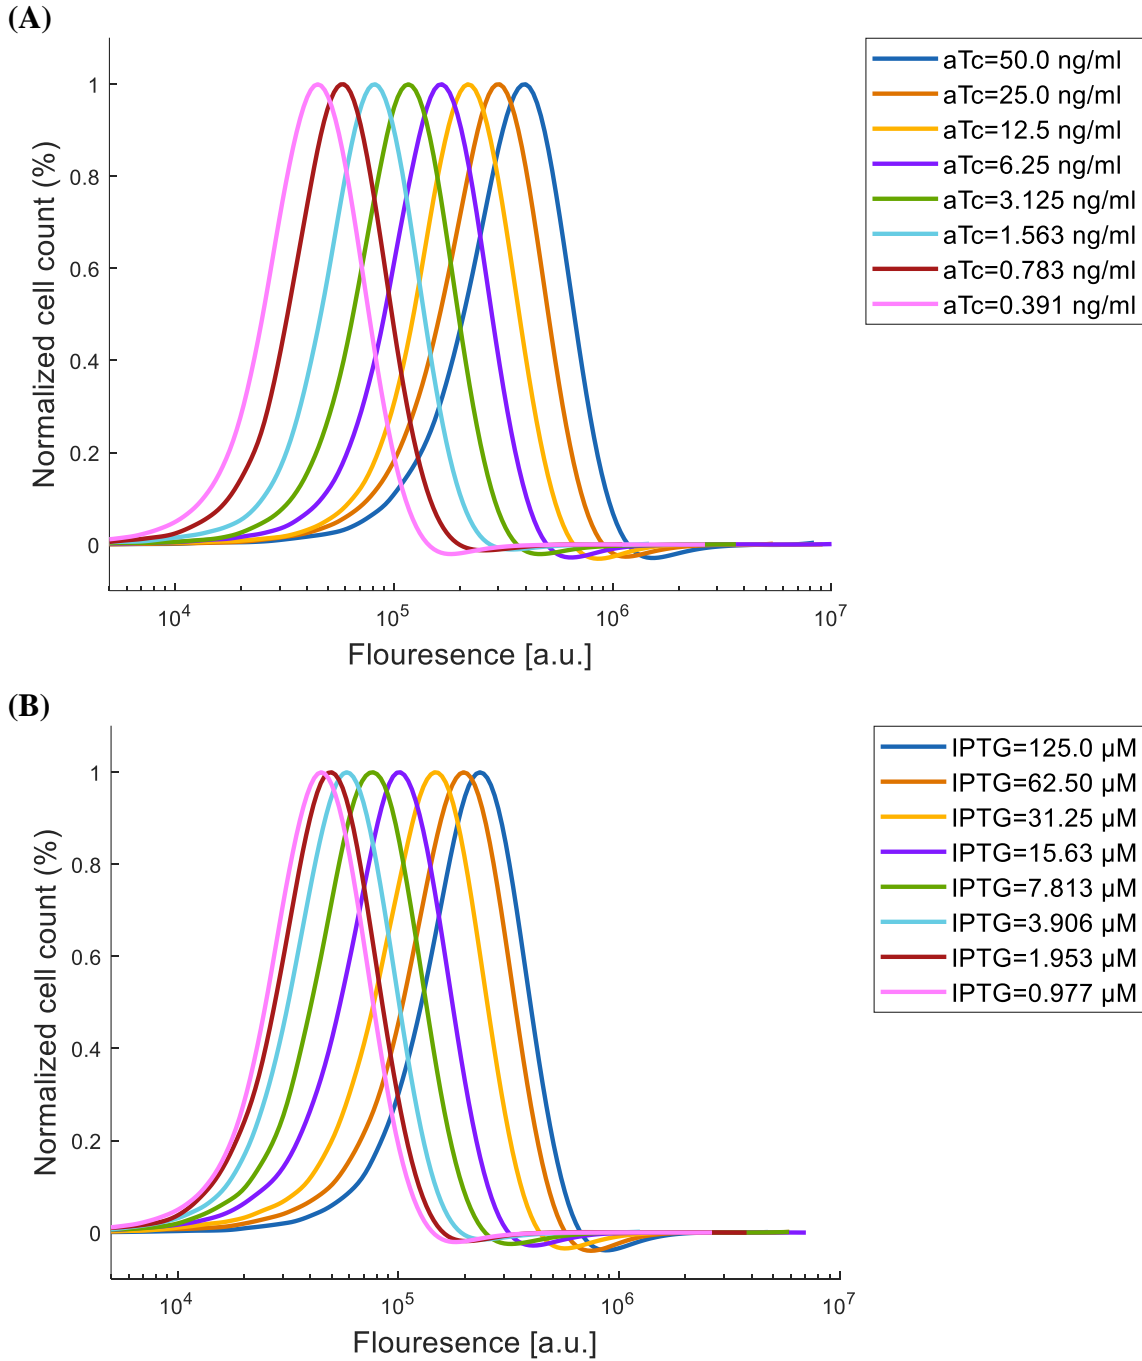 (A)
aTc=50.0 ng/ml
aTc=25.0 ng/ml
aTc=12.5 ng/ml
aTc=6.25 ng/ml
aTc=3.125 ng/ml
aTc=1.563 ng/ml
aTc=0.783 ng/ml
aTc=0.391 ng/ml
Normalized cell count (%)
1
0.8
0.6
0.4
0.2
0
10^4 10^5 10^6 10^7
Flouresence [a.u.]
(B)
IPTG=125.0 µM
IPTG=62.50 µM
IPTG=31.25 µM
IPTG=15.63 µM
IPTG=7.813 µM
IPTG=3.906 µM
IPTG=1.953 µM
IPTG=0.977 µM
Normalized cell count (%)
1
0.8
0.6
0.4
0.2
0
10^4 10^5 10^6 10^7
Flouresence [a.u.]